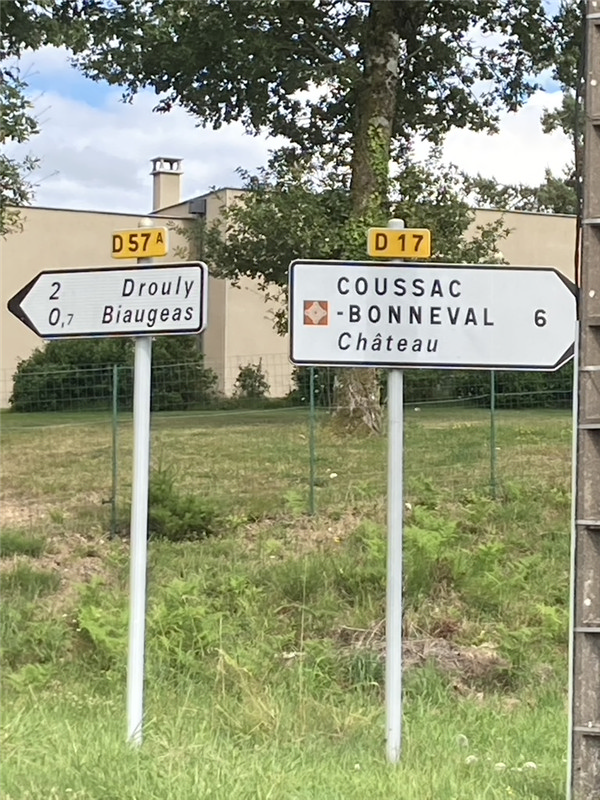 D 57 A
2 Drouly
0,7 Biaugeas
D 17
COUSSAC
-BONNEVAL 6
Château